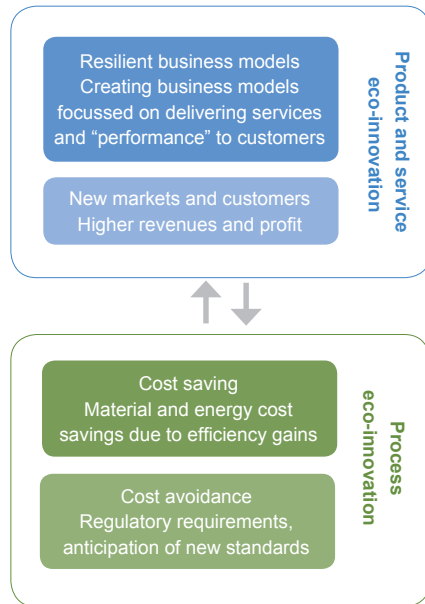 Resilient business models
Creating business models
focussed on delivering services
and “performance” to customers
New markets and customers
Higher revenues and profit
Product and service
eco-innovation
Cost saving
Material and energy cost
savings due to efficiency gains
Cost avoidance
Regulatory requirements,
anticipation of new standards
Process
eco-innovation